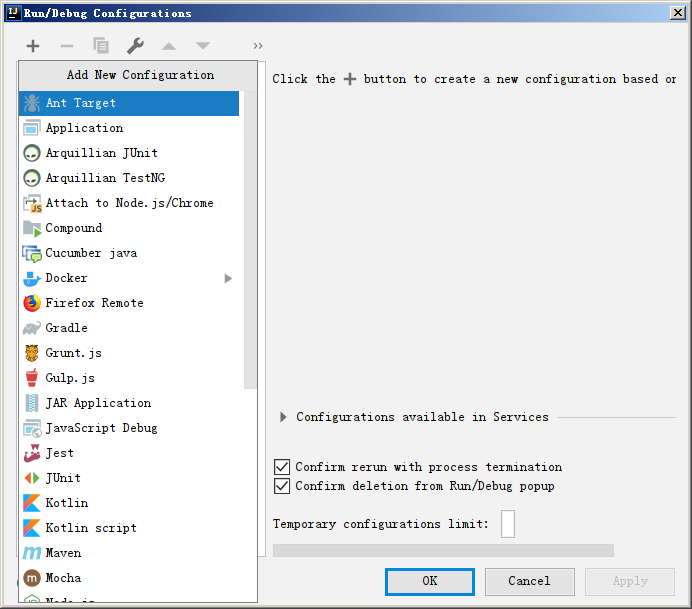 Run/Debug Configurations
Add New Configuration
Click the + button to create a new configuration based
Ant Target
Application
Arquillian JUnit
Arquillian TestNG
Attach to Node.js/Chrome
Compound
Cucumber java
Docker
Firefox Remote
Gradle
Grunt.js
Gulp.js
JAR Application
JavaScript Debug
Jest
JUnit
Kotlin
Kotlin script
Maven
Mocha
Configurations available in Services
Confirm rerun with process termination
Confirm deletion from Run/Debug popup
Temporary configurations limit:
OK
Cancel
Apply